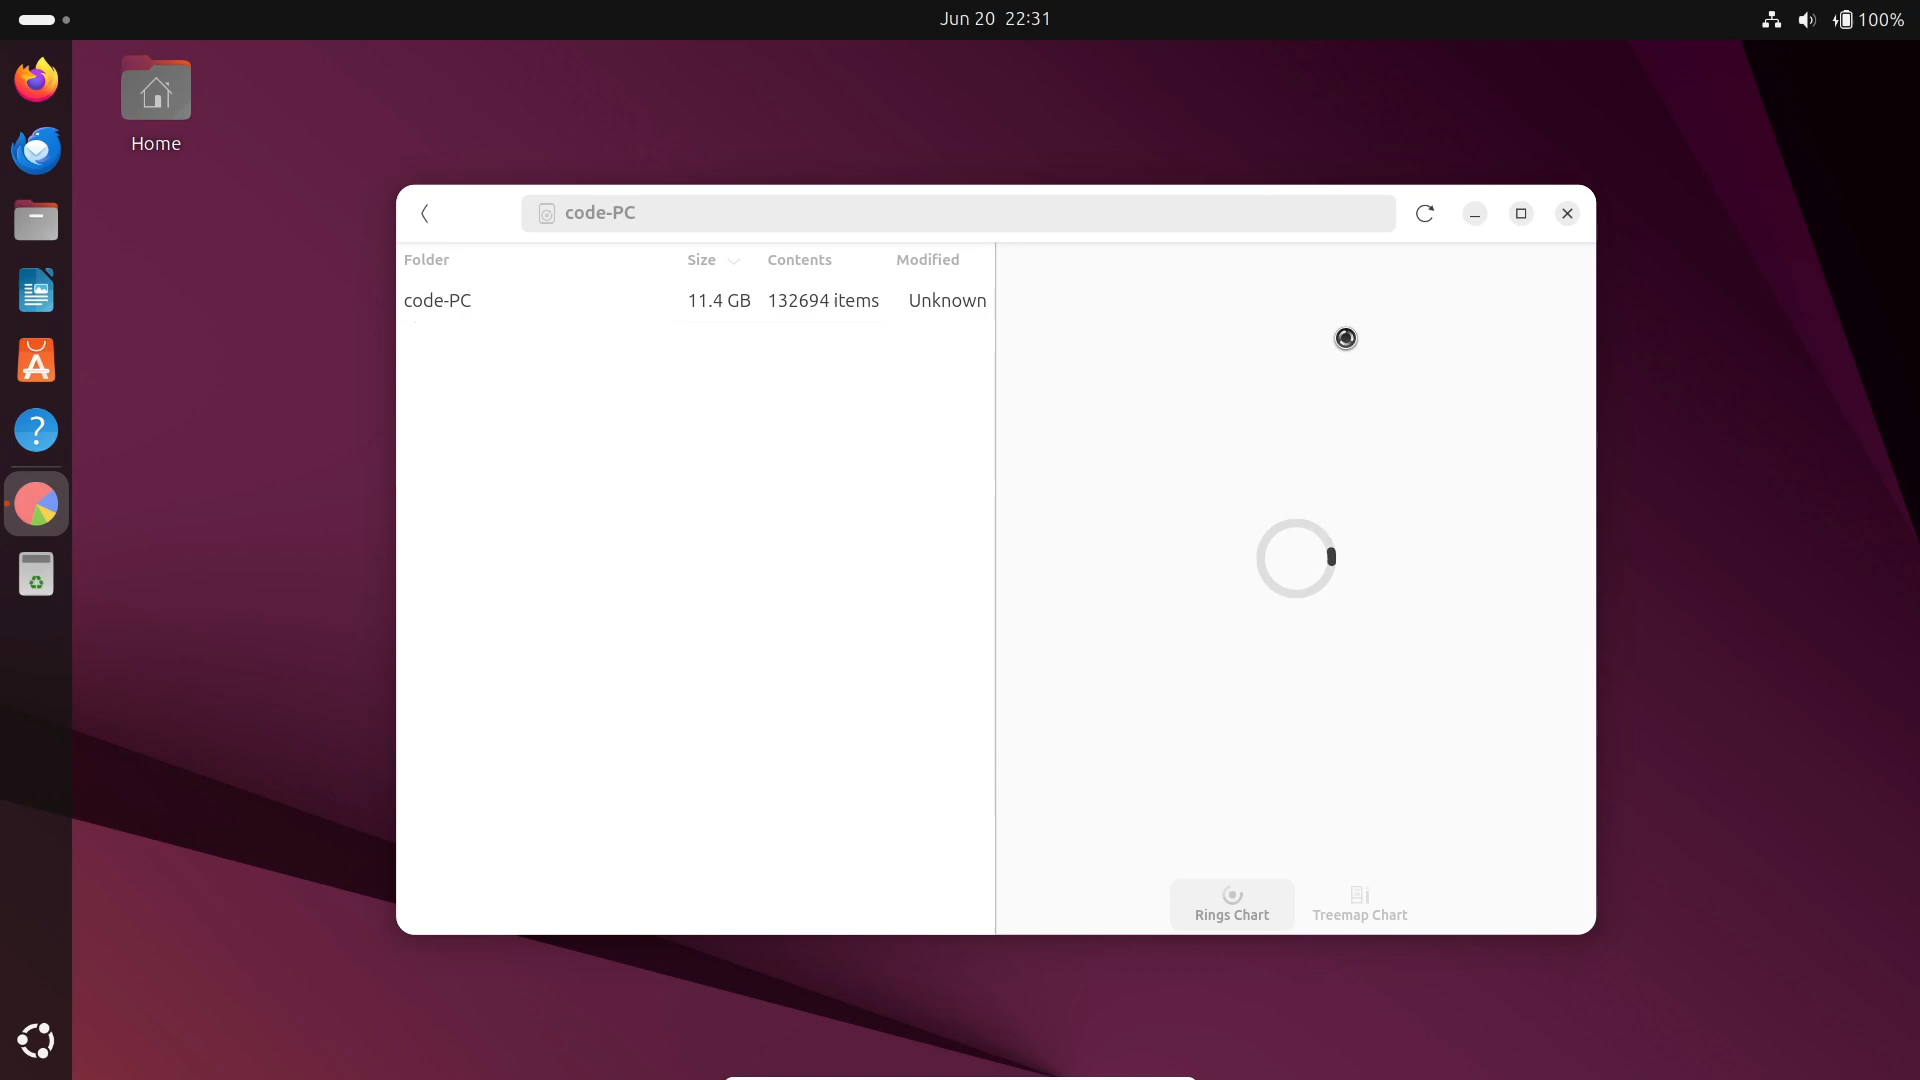 Jun 20 22:31
100%
Home
code-PC
Folder Size Contents Modified
code-PC 11.4 GB 132694 items Unknown
Rings Chart Treemap Chart